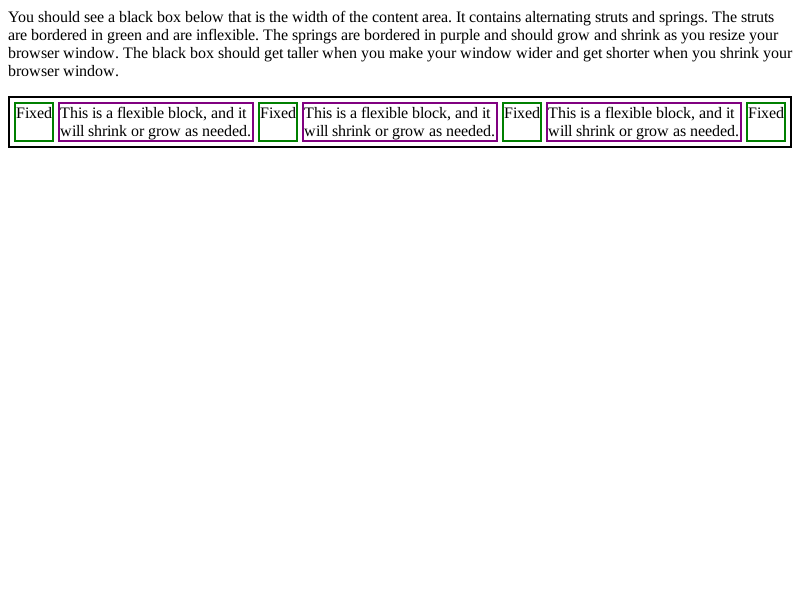 You should see a black box below that is the width of the content area. It contains alternating struts and springs. The struts
are bordered in green and are inflexible. The springs are bordered in purple and should grow and shrink as you resize your
browser window. The black box should get taller when you make your window wider and get shorter when you shrink your
browser window.
Fixed This is a flexible block, and it Fixed This is a flexible block, and it Fixed This is a flexible block, and it Fixed
will shrink or grow as needed. will shrink or grow as needed. will shrink or grow as needed.